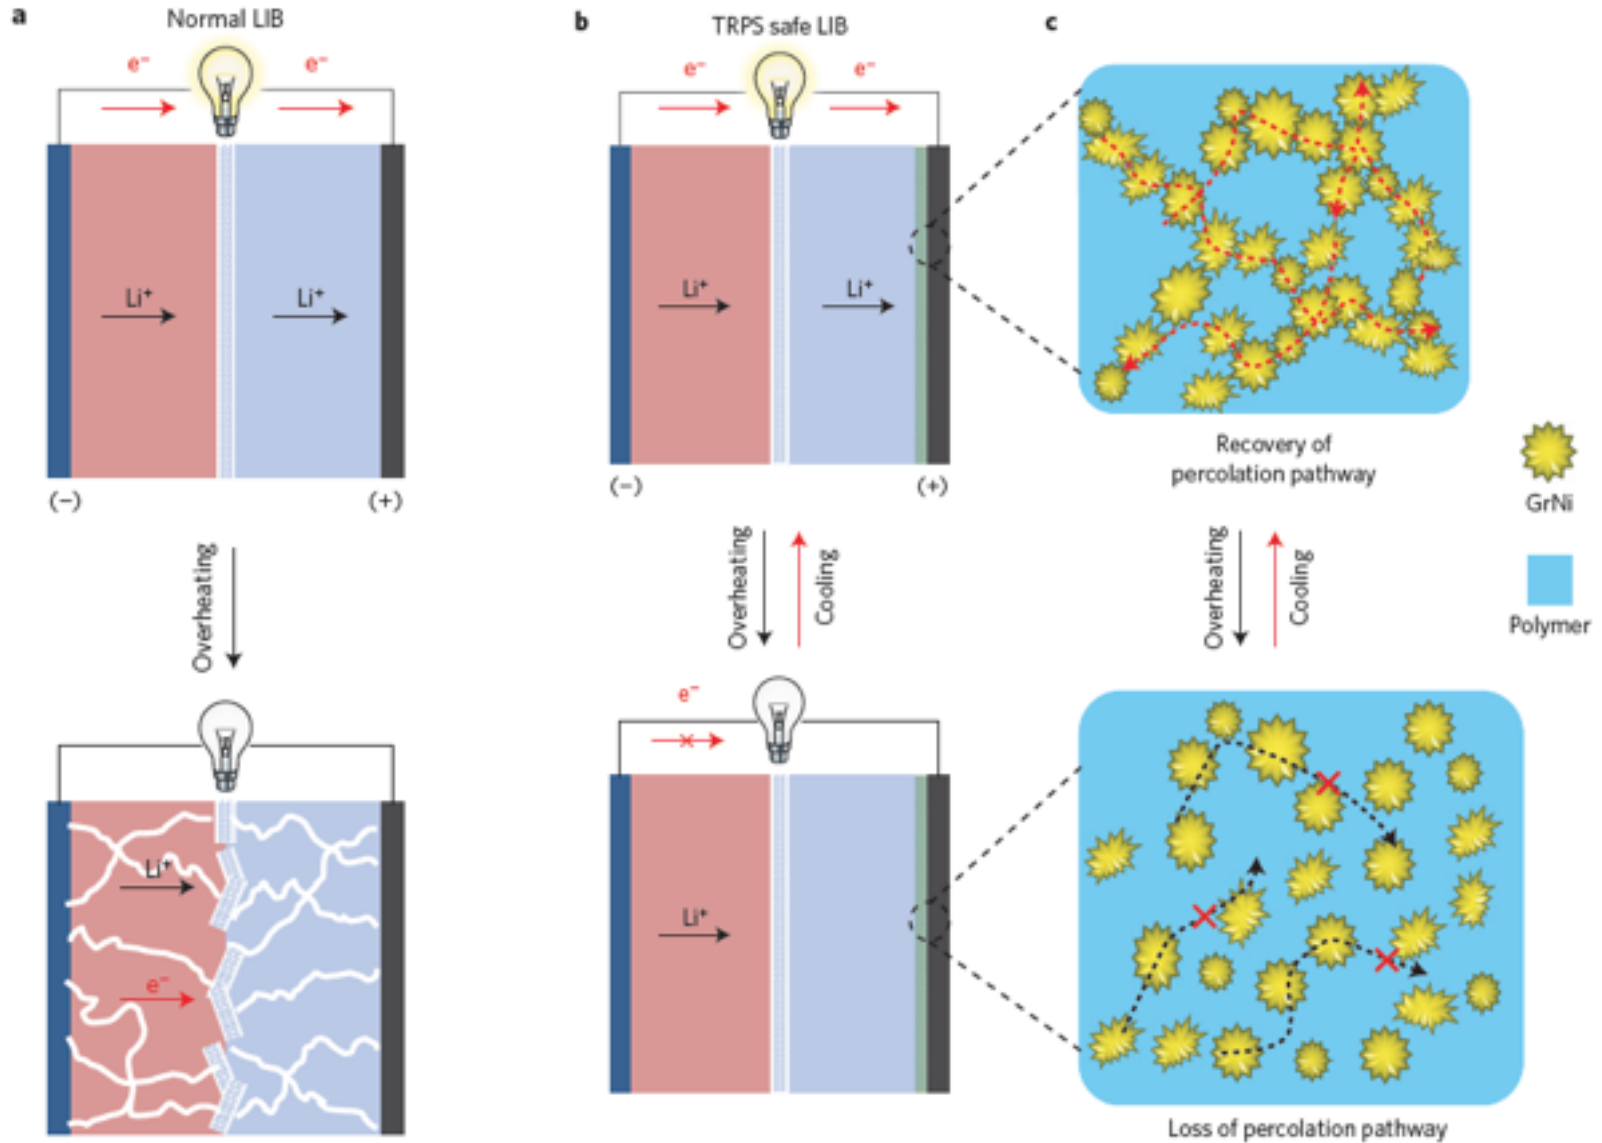 a
Normal LIB
e⁻
e⁻
Li⁺
Li⁺
(−)
(+)
Overheating
Li⁺
e⁻
b
TRPS safe LIB
e⁻
e⁻
Li⁺
Li⁺
(−)
(+)
Overheating
Cooling
e⁻
Li⁺
c
Recovery of
percolation pathway
GrNi
Polymer
Overheating
Cooling
Loss of percolation pathway